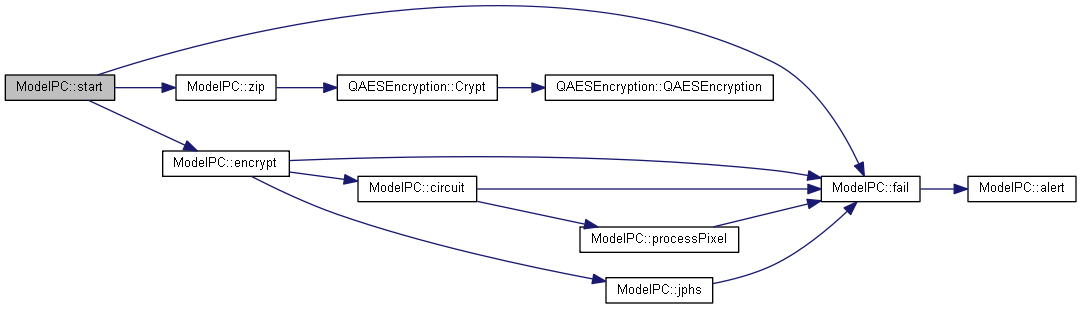 ModelPC::start
ModelPC::zip
QAESEncryption::Crypt
QAESEncryption::QAESEncryption
ModelPC::encrypt
ModelPC::circuit
ModelPC::fail
ModelPC::alert
ModelPC::processPixel
ModelPC::jphs